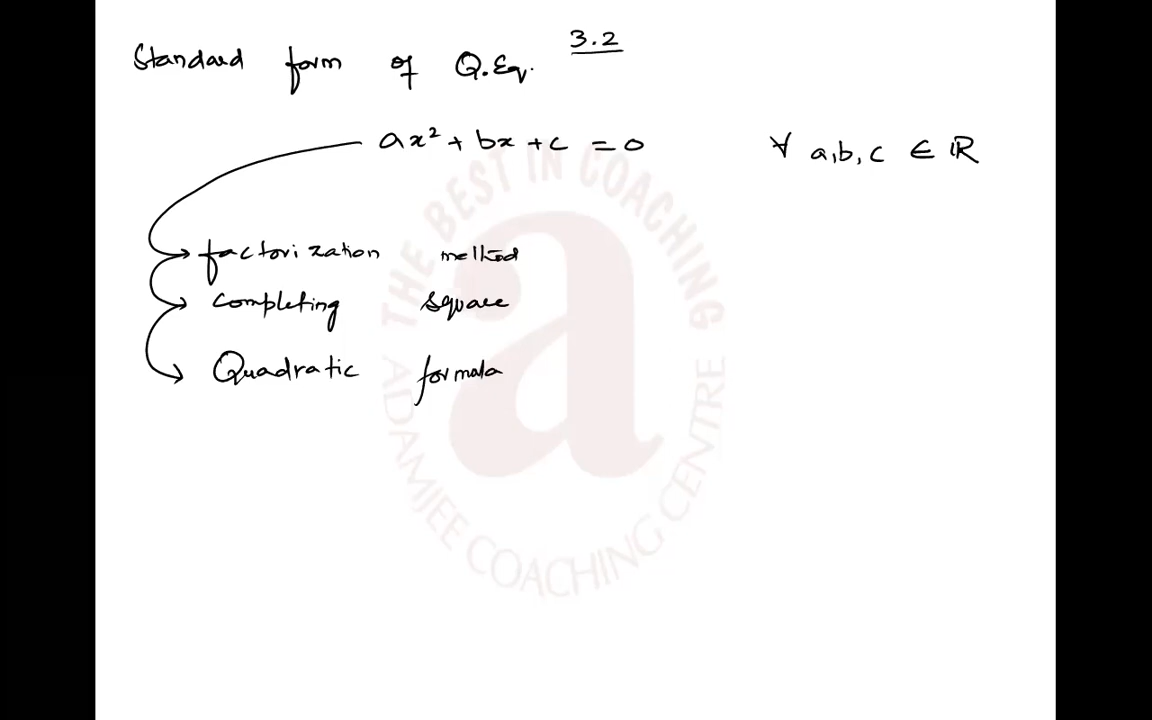 Standard form of Q.Eq. 3.2
ax² + bx + c = 0 ∀ a,b,c ∈ ℝ
factorization method
completing square
Quadratic formula
THE BEST IN COACHING
a
ADAMJEE COACHING CENTRE